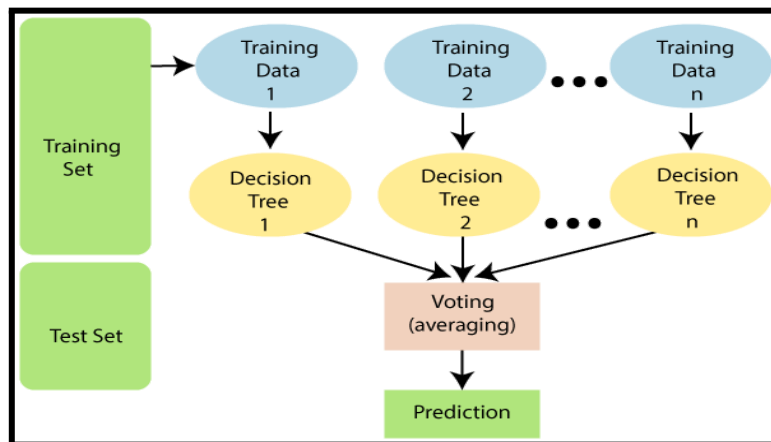 Training
Set
Training
Data
1
Training
Data
2
Training
Data
n
Decision
Tree
1
Decision
Tree
2
Decision
Tree
n
Test Set
Voting
(averaging)
Prediction